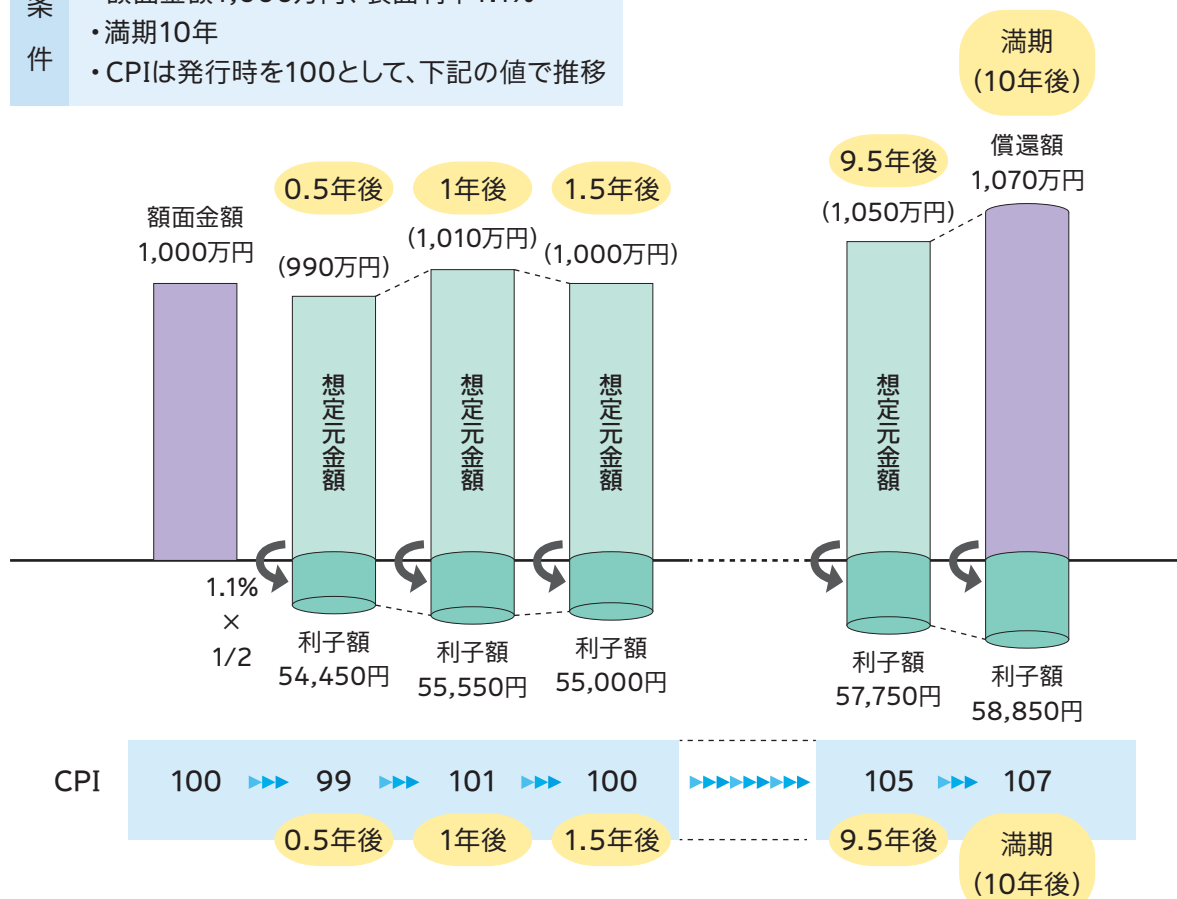 件
・満期10年
・CPIは発行時を100として、下記の値で推移
満期
(10年後)
0.5年後
1年後
1.5年後
9.5年後
償還額
1,070万円
額面金額
1,000万円
(990万円)
(1,010万円)
(1,000万円)
(1,050万円)
想定元金額
想定元金額
想定元金額
想定元金額
1.1%
×
1/2
利子額
54,450円
利子額
55,550円
利子額
55,000円
利子額
57,750円
利子額
58,850円
CPI 100 99 101 100 105 107
0.5年後
1年後
1.5年後
9.5年後
満期
(10年後)